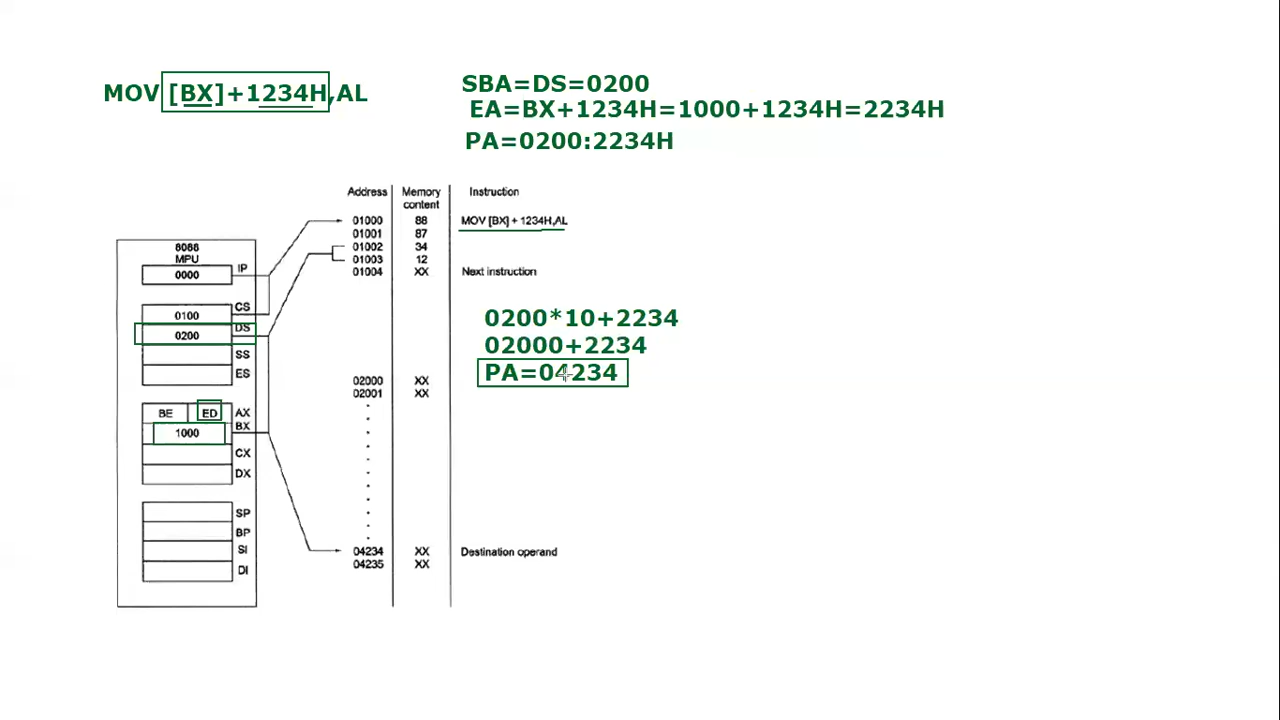 MOV [BX]+1234H,AL
SBA=DS=0200
EA=BX+1234H=1000+1234H=2234H
PA=0200:2234H
Address Memory content Instruction
01000 88 MOV [BX] + 1234H,AL
01001 87
01002 34
01003 12
01004 XX Next instruction
8088
MPU
IP
0000
CS
0100
DS
0200
SS
ES
0200*10+2234
02000+2234
PA=04234
02000 XX
02001 XX
BE ED AX
BX
1000
CX
DX
SP
BP
SI
DI
04234 XX Destination operand
04235 XX